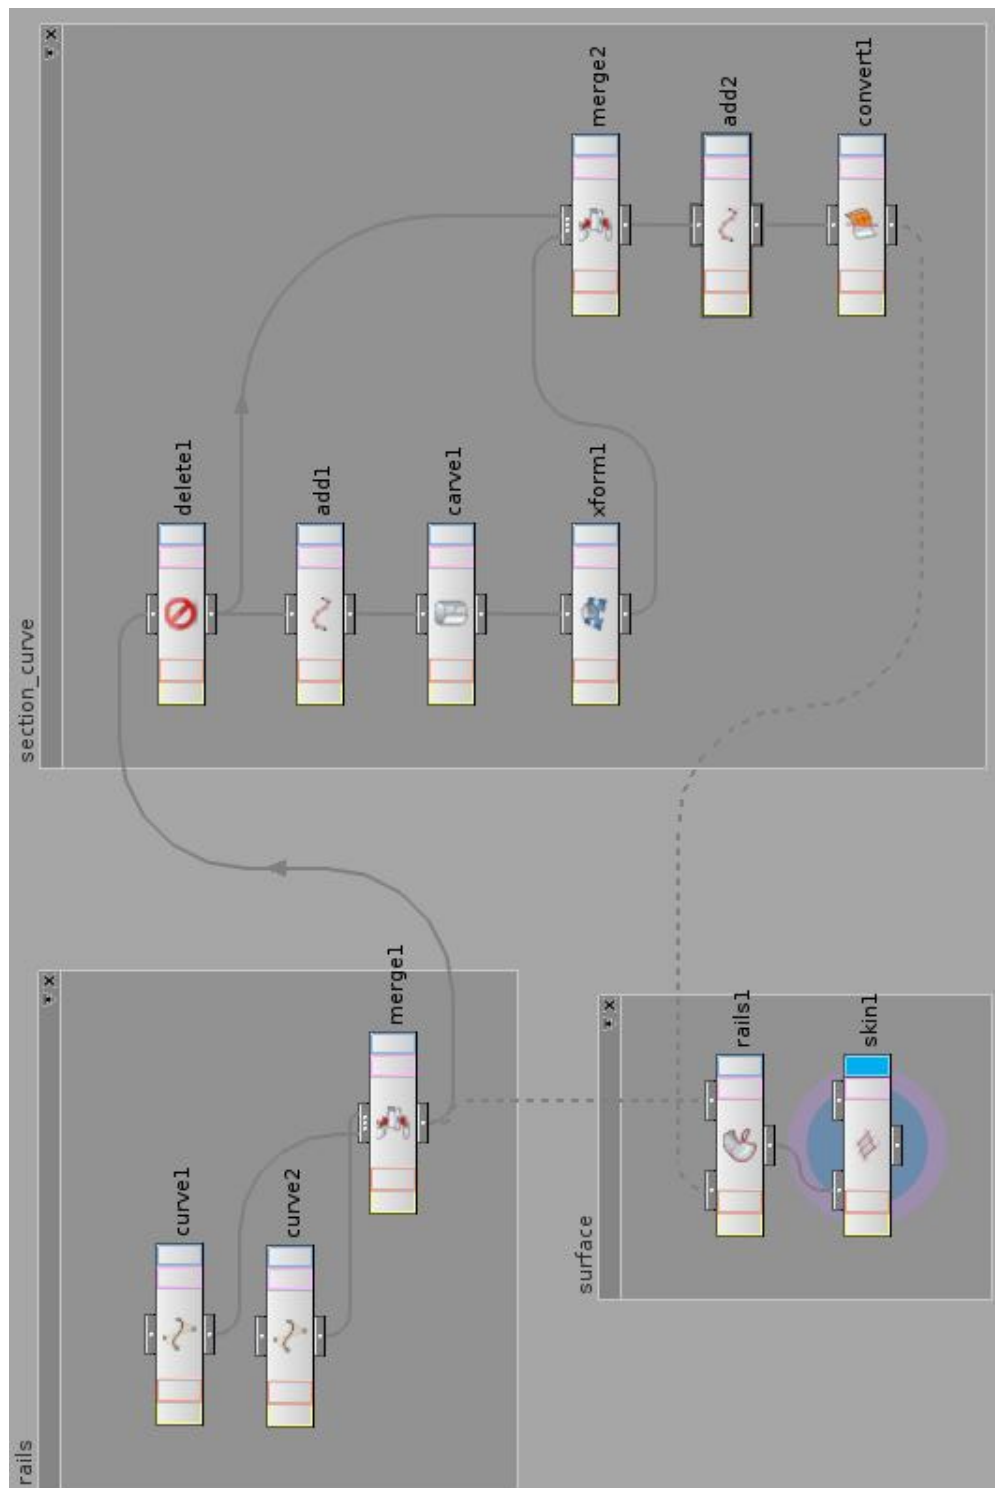 section_curve
delete1
add1
carve1
xform1
merge2
add2
convert1
rails
curve1
curve2
merge1
surface
rails1
skin1